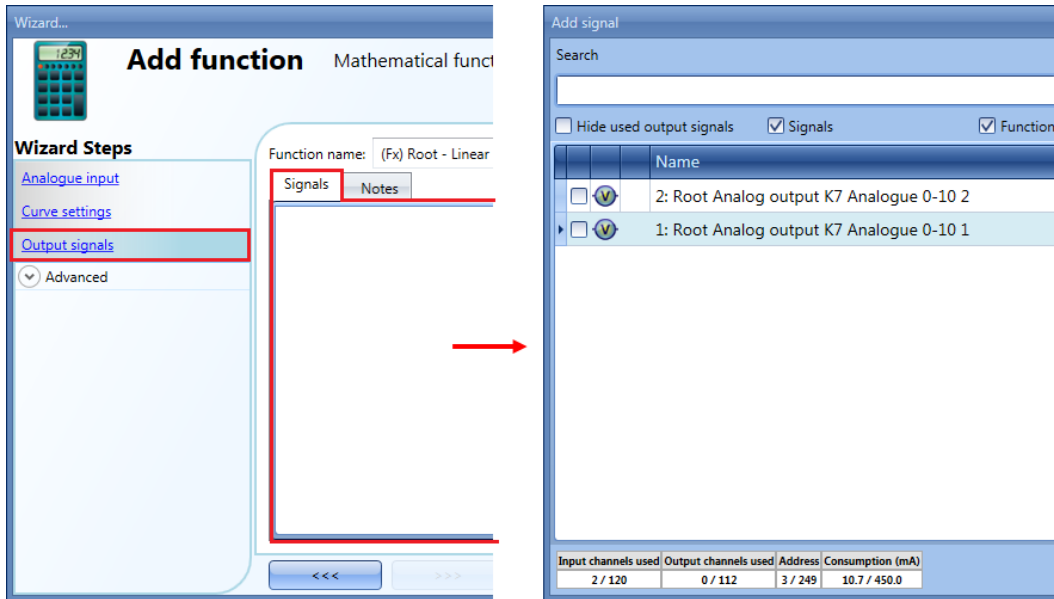 Wizard...
1234
Add function Mathematical funct
Wizard Steps
Analogue input
Curve settings
Output signals
Advanced
Function name: (Fx) Root - Linear
Signals Notes
<<< >>>
Add signal
Search
Hide used output signals Signals Function
Name
V 2: Root Analog output K7 Analogue 0-10 2
V 1: Root Analog output K7 Analogue 0-10 1
Input channels used Output channels used Address Consumption (mA)
2 / 120 0 / 112 3 / 249 10.7 / 450.0